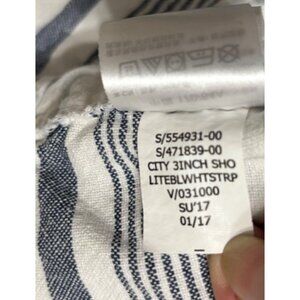 S/554931-00
S/471839-00
CITY 3INCH SHO
LITEBLWHTSTRP
V/031000
SU'17
01/17